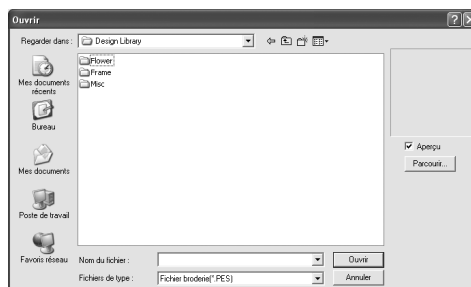 Ouvrir
Regarder dans : Design Library
Flower
Frame
Misc
Mes documents
récents
Bureau
Mes documents
Poste de travail
Favoris réseau
Aperçu
Parcourir...
Nom du fichier : Ouvrir
Fichiers de type : Fichier broderie(*.PES) Annuler